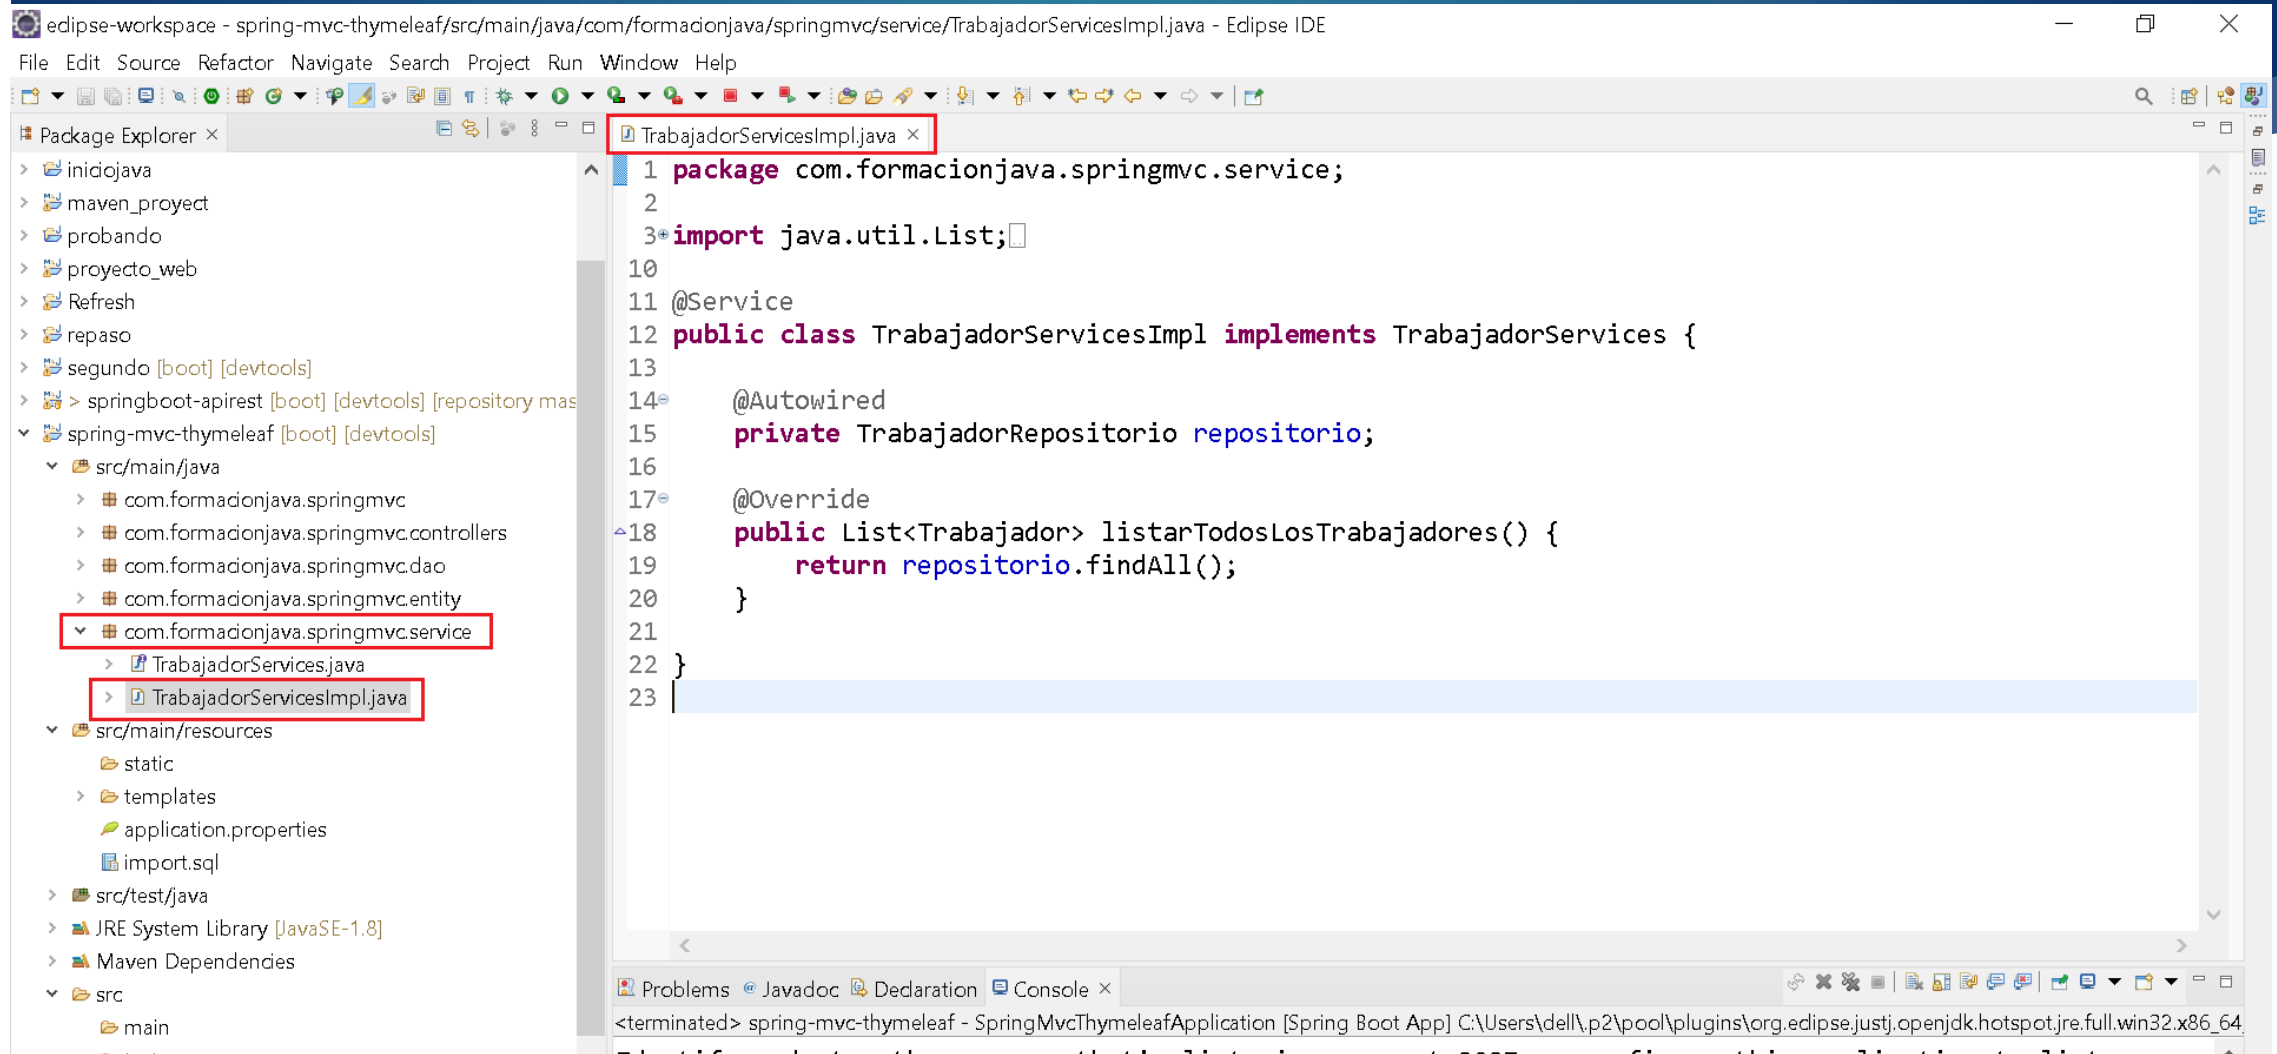 eclipse-workspace - spring-mvc-thymeleaf/src/main/java/com/formacionjava/springmvc/service/TrabajadorServicesImpl.java - Eclipse IDE
File Edit Source Refactor Navigate Search Project Run Window Help
Package Explorer
iniciojava
maven_proyect
probando
proyecto_web
Refresh
repaso
segundo [boot] [devtools]
> springboot-apirest [boot] [devtools] [repository mas
spring-mvc-thymeleaf [boot] [devtools]
src/main/java
com.formacionjava.springmvc
com.formacionjava.springmvc.controllers
com.formacionjava.springmvc.dao
com.formacionjava.springmvc.entity
com.formacionjava.springmvc.service
TrabajadorServices.java
TrabajadorServicesImpl.java
src/main/resources
static
templates
application.properties
import.sql
src/test/java
JRE System Library [JavaSE-1.8]
Maven Dependencies
src
main
TrabajadorServicesImpl.java
1 package com.formacionjava.springmvc.service;
2
3 import java.util.List;
10
11 @Service
12 public class TrabajadorServicesImpl implements TrabajadorServices {
13
14 @Autowired
15 private TrabajadorRepositorio repositorio;
16
17 @Override
18 public List<Trabajador> listarTodosLosTrabajadores() {
19 return repositorio.findAll();
20 }
21
22 }
23
Problems @ Javadoc Declaration Console
<terminated> spring-mvc-thymeleaf - SpringMvcThymeleafApplication [Spring Boot App] C:\Users\dell\.p2\pool\plugins\org.eclipse.justj.openjdk.hotspot.jre.full.win32.x86_64